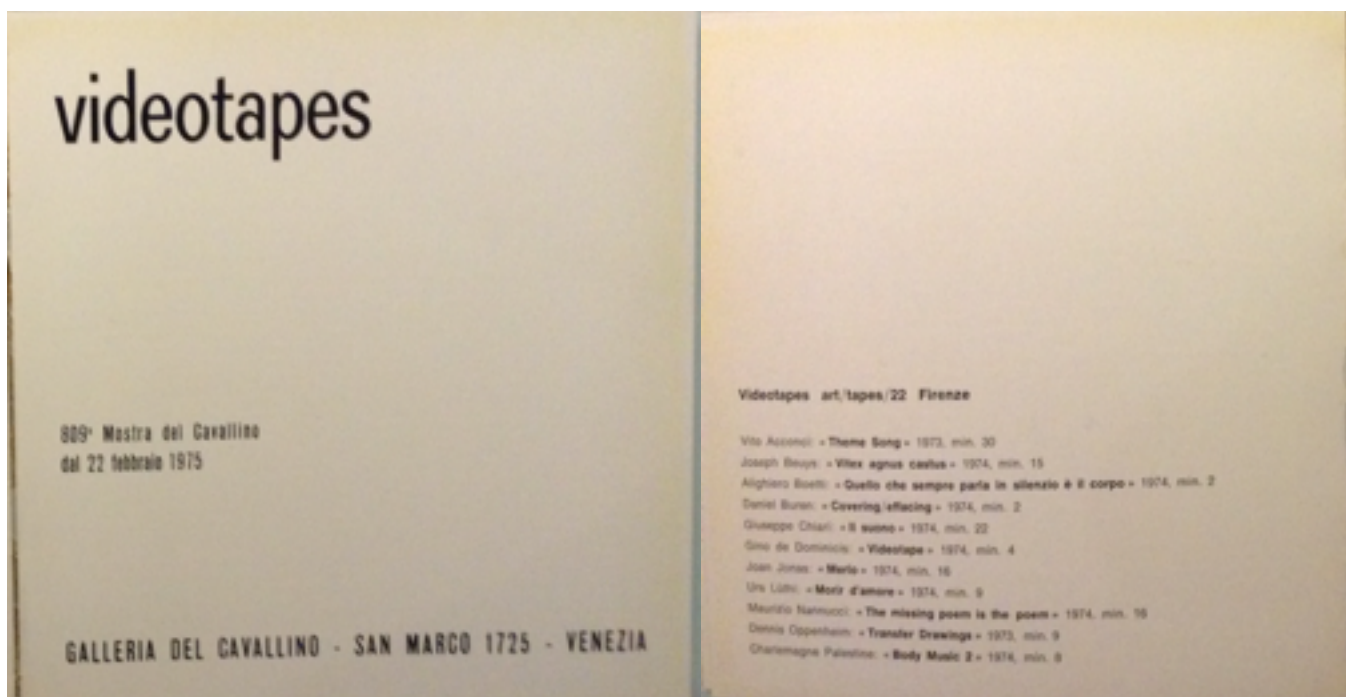 videotapes
809ª Mostra del Cavallino
dal 22 febbraio 1975
GALLERIA DEL CAVALLINO - SAN MARCO 1725 - VENEZIA
Videotapes art/tapes/22 Firenze
Vito Acconci: «Theme Song» 1973, min. 30
Joseph Beuys: «Vitex agnus castus» 1974, min. 15
Alighiero Boetti: «Quello che sempre parla in silenzio è il corpo» 1974, min. 2
Daniel Buren: «Covering/effacing» 1974, min. 2
Giuseppe Chiari: «Il suono» 1974, min. 22
Gino de Dominicis: «Videotape» 1974, min. 4
Joan Jonas: «Merlo» 1974, min. 16
Urs Lüthi: «Morir d'amore» 1974, min. 9
Maurizio Nannucci: «The missing poem is the poem» 1974, min.
Dennis Oppenheim: «Transfer Drawings» 1973, min. 9
Charlemagne Palestine: «Body Music 2» 1974, min. 8